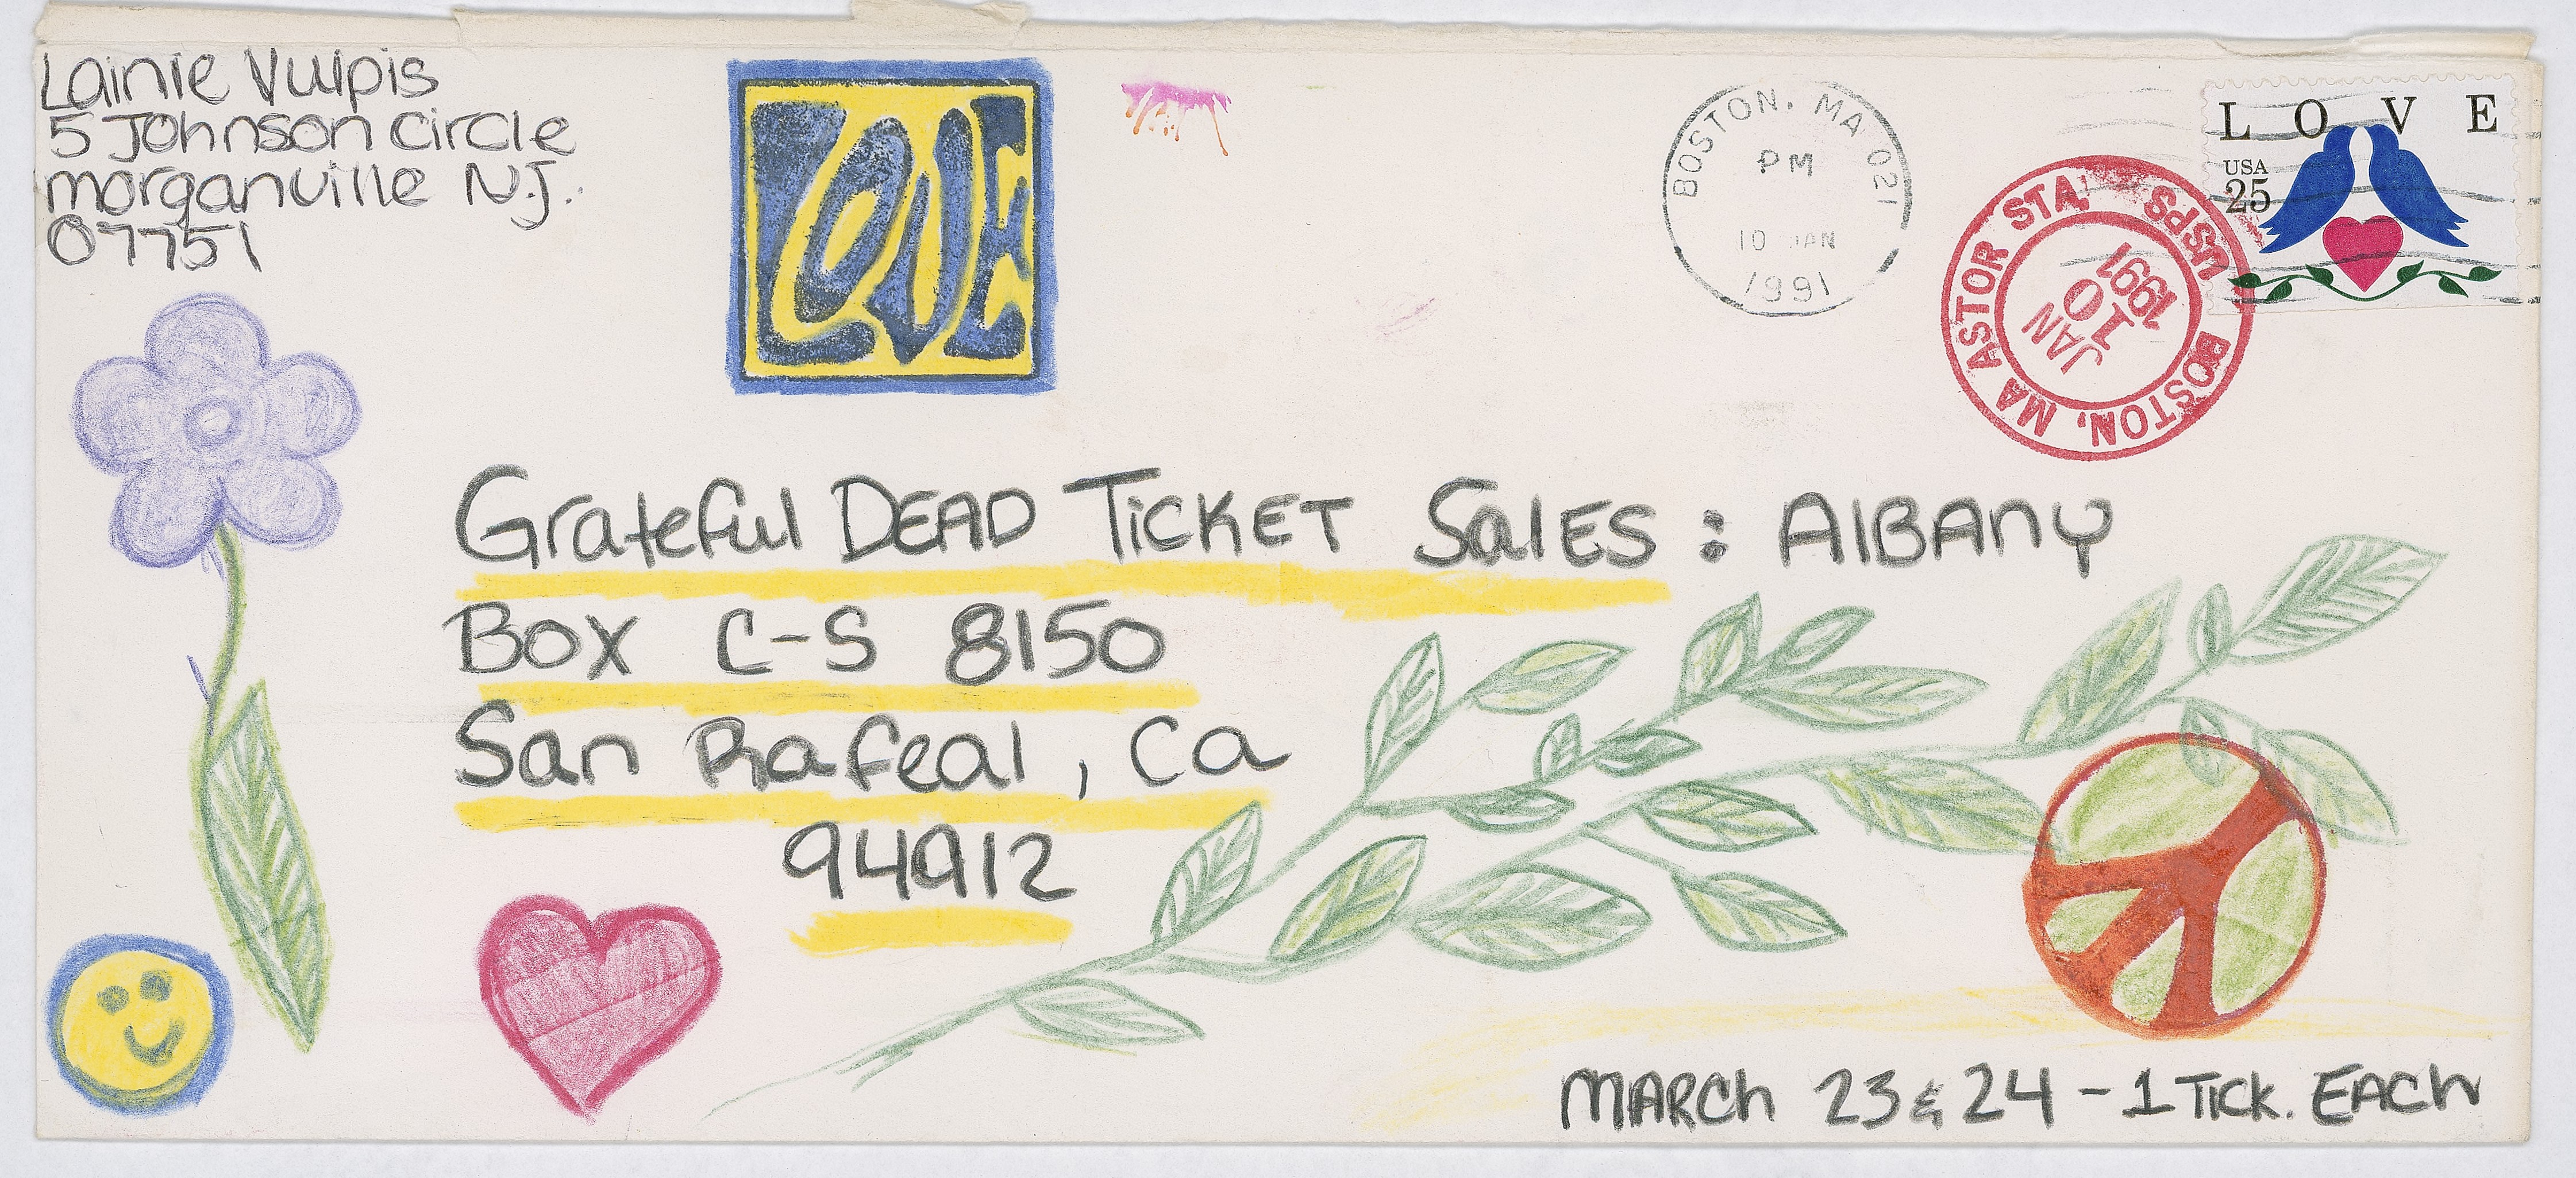 Lainie Vulpis
5 Johnson Circle
morganville N.J.
07751
LOVE
BOSTON, MA 021
PM
10 JAN
1991
BOSTON, MA ASTOR STA. USPS
JAN
10
1991
LOVE
USA
25
Grateful DEAD TICKET SALES : ALBANY
BOX C-S 8150
San Rafeal, Ca
94912
MARCH 23 & 24 - 1 TICK. EACH